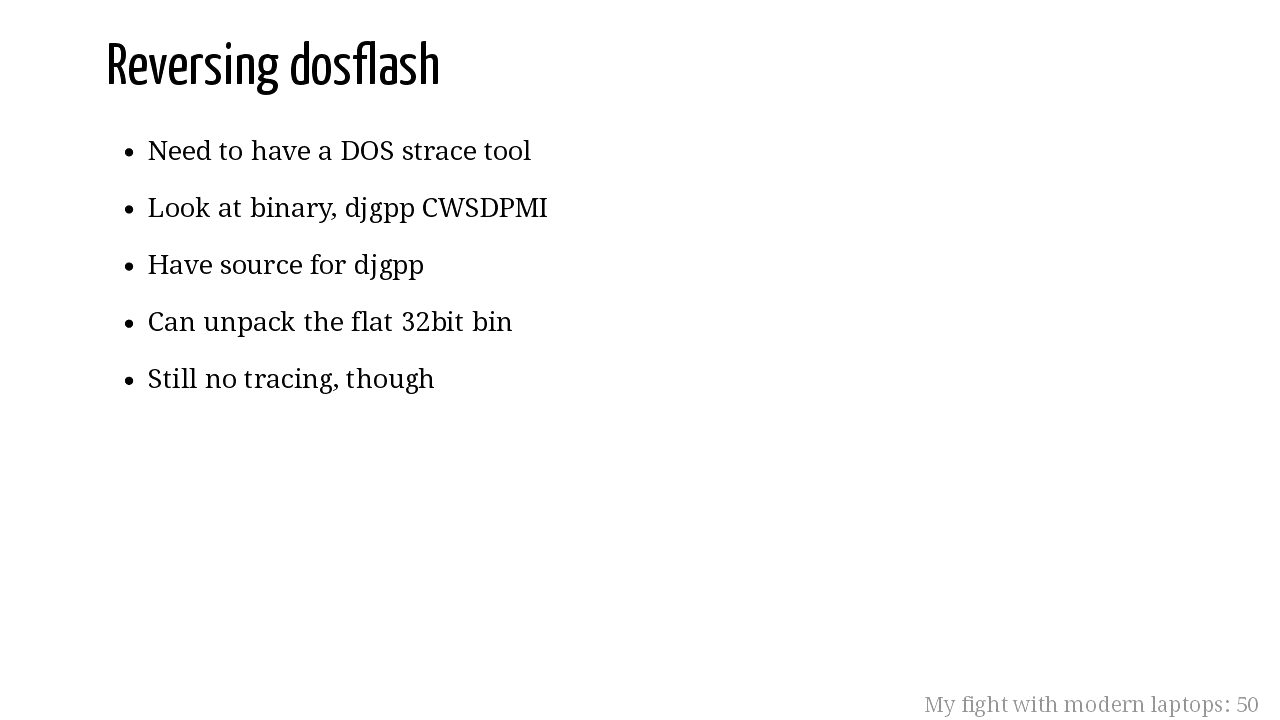 Reversing dosflash
• Need to have a DOS strace tool
• Look at binary, djgpp CWSDPMI
• Have source for djgpp
• Can unpack the flat 32bit bin
• Still no tracing, though
My fight with modern laptops: 50